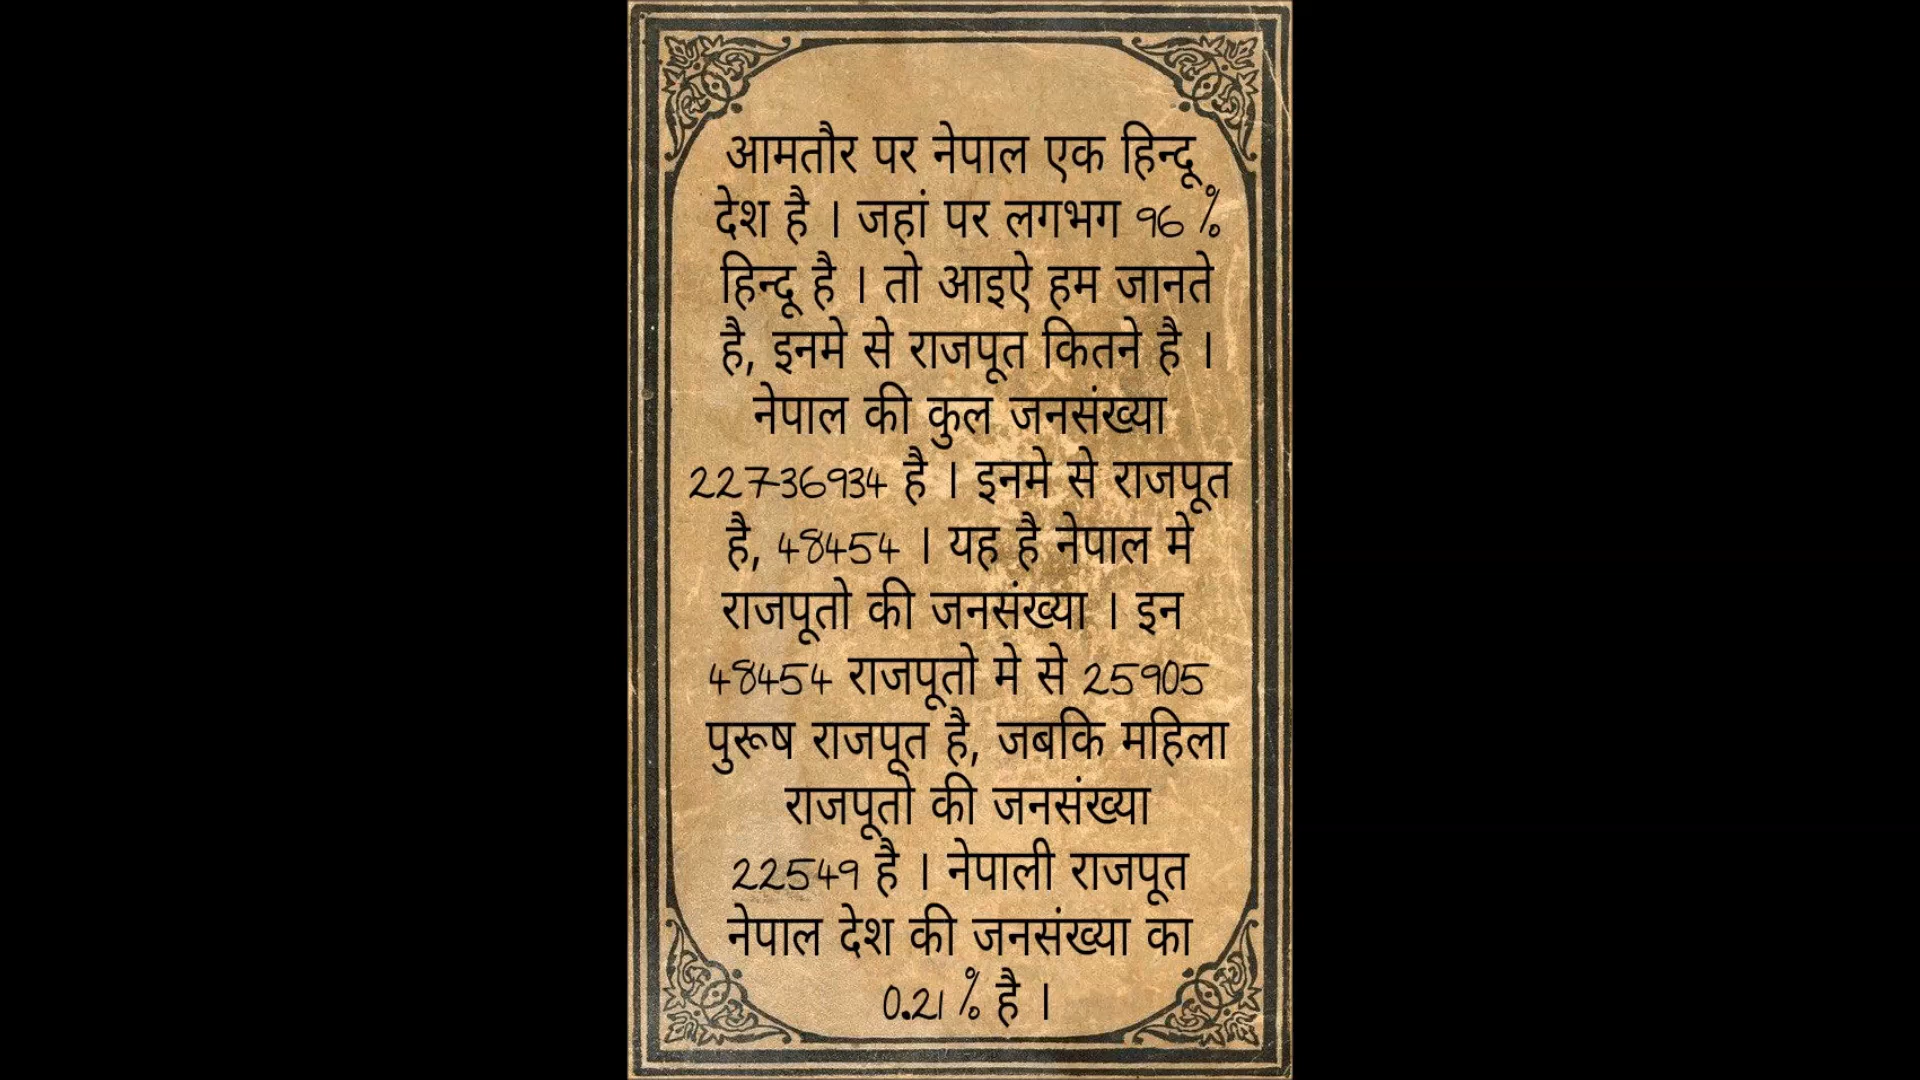 आमतौर पर नेपाल एक हिन्दू
देश है । जहां पर लगभग 96 %
हिन्दू है । तो आइऐ हम जानते
है, इनमे से राजपूत कितने है ।
नेपाल की कुल जनसंख्या
22736934 है । इनमे से राजपूत
है, 48454 । यह है नेपाल मे
राजपूतो की जनसंख्या । इन
48454 राजपूतो मे से 25905
पुरूष राजपूत है, जबकि महिला
राजपूतो की जनसंख्या
22549 है । नेपाली राजपूत
नेपाल देश की जनसंख्या का
0.21 % है ।